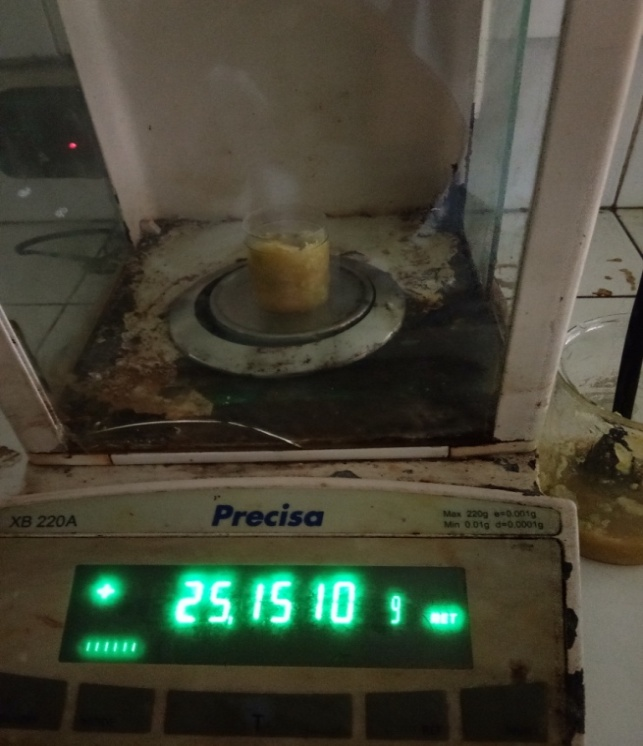 XB 220A
Precisa
Max 220g e=0.001g
Min 0.01g d=0.0001g
+ 25.1510 g NET